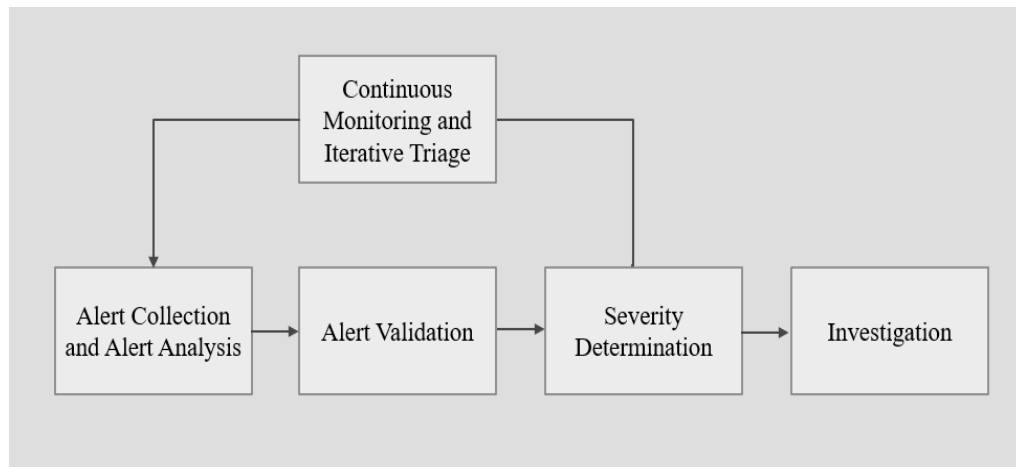 Continuous
Monitoring and
Iterative Triage
Alert Collection
and Alert Analysis
Alert Validation
Severity
Determination
Investigation